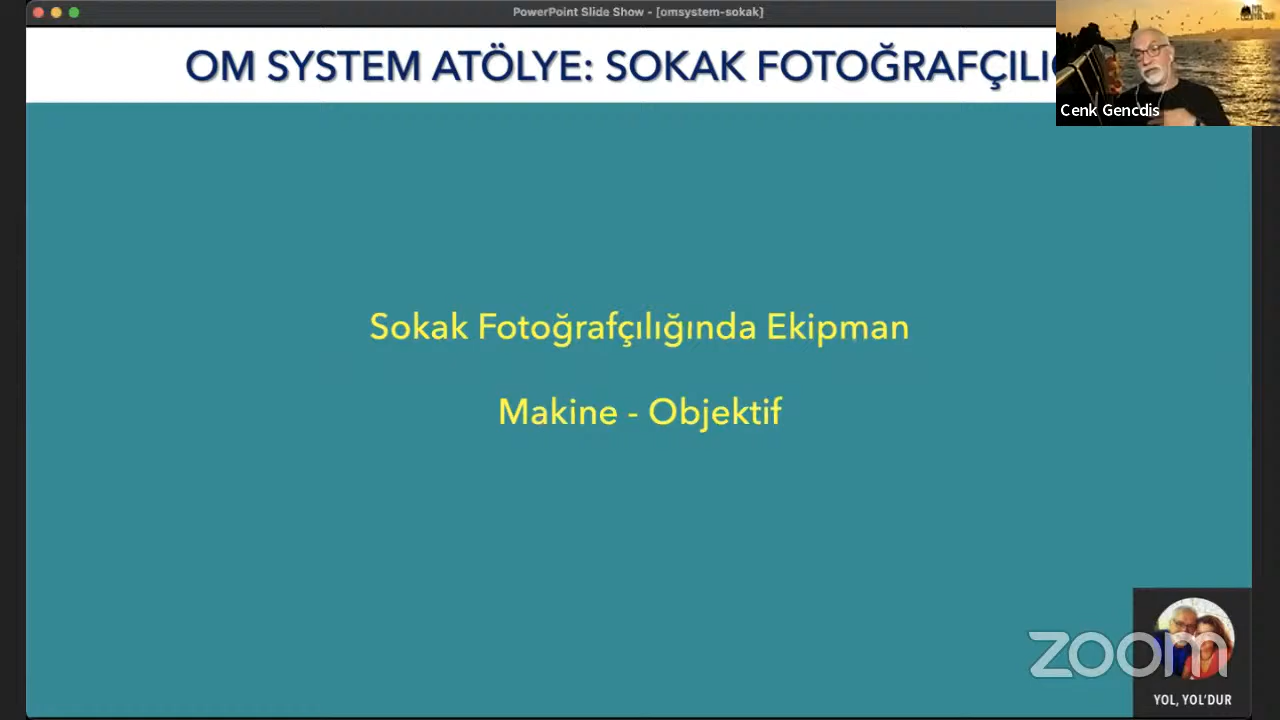 PowerPoint Slide Show - [omsystem-sokak]
OM SYSTEM ATÖLYE: SOKAK
Cenk Gencdis
Sokak Fotoğrafçılığında Ekipman
Makine - Objektif
zoom
YOL, YOL'DUR